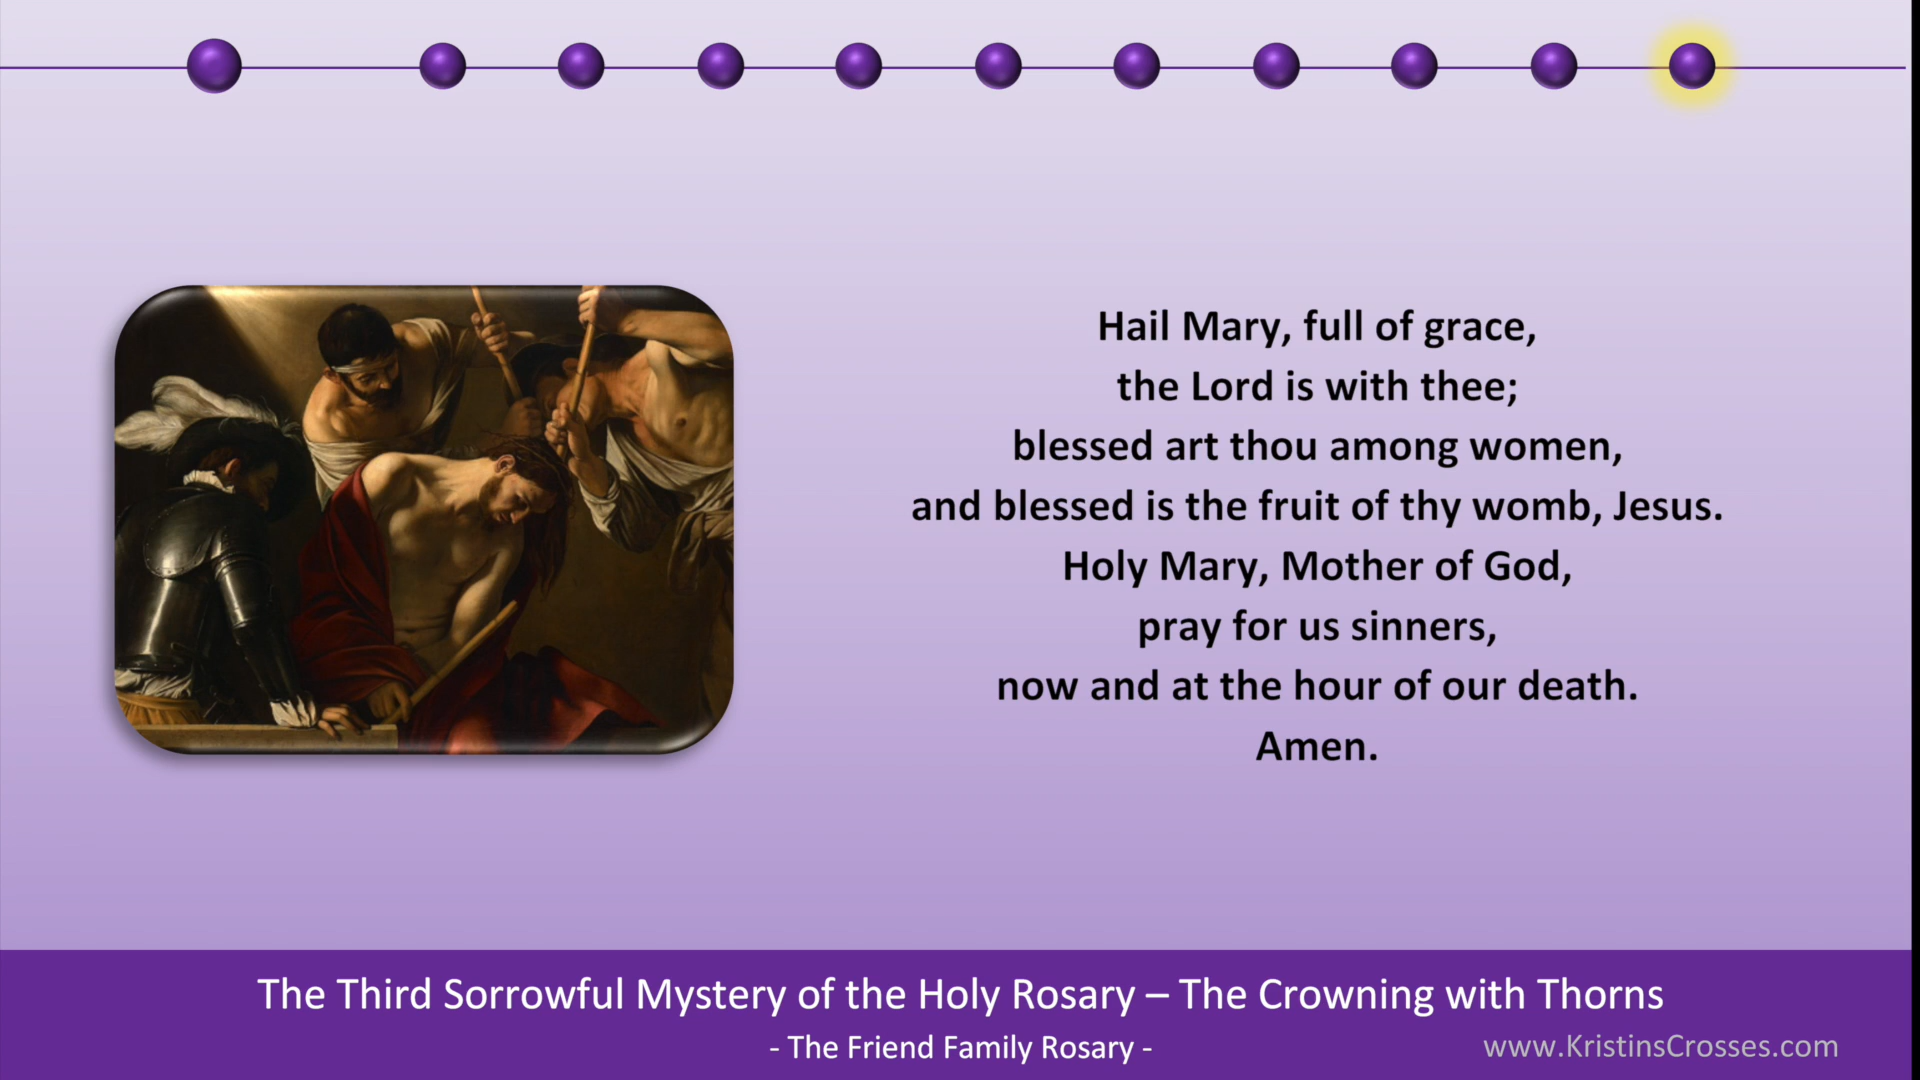 Hail Mary, full of grace,
the Lord is with thee;
blessed art thou among women,
and blessed is the fruit of thy womb, Jesus.
Holy Mary, Mother of God,
pray for us sinners,
now and at the hour of our death.
Amen.
The Third Sorrowful Mystery of the Holy Rosary – The Crowning with Thorns
- The Friend Family Rosary -
www.KristinsCrosses.com